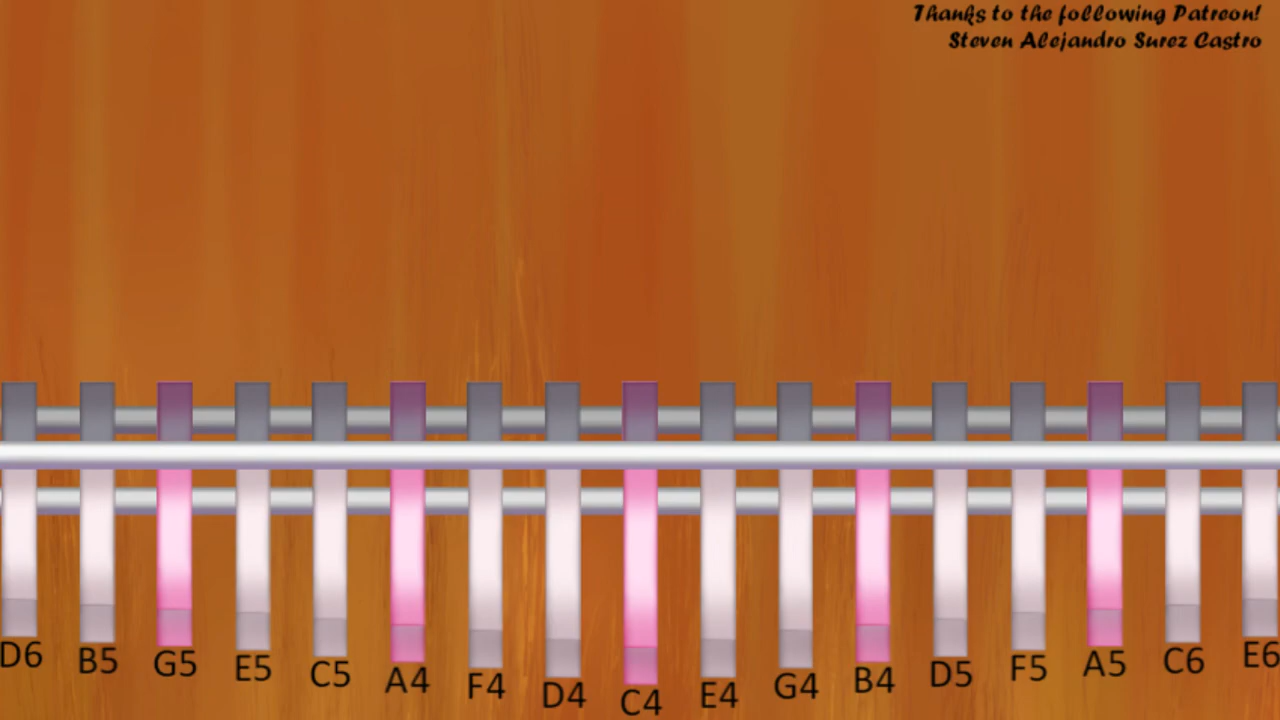 Thanks to the following Patreon!
Steven Alejandro Surez Castro
D6 B5 G5 E5 C5 A4 F4 D4 C4 E4 G4 B4 D5 F5 A5 C6 E6